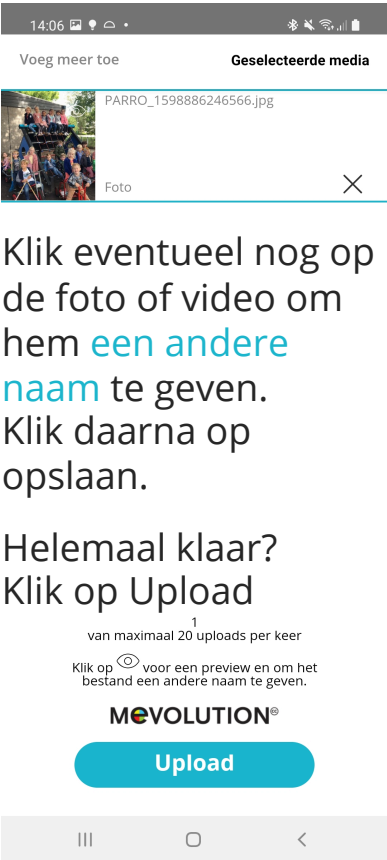 14:06
Voeg meer toe
Geselecteerde media
PARRO_1598886246566.jpg
Foto
Klik eventueel nog op
de foto of video om
hem een andere
naam te geven.
Klik daarna op
opslaan.
Helemaal klaar?
Klik op Upload
1
van maximaal 20 uploads per keer
Klik op voor een preview en om het
bestand een andere naam te geven.
MEVOLUTION
Upload